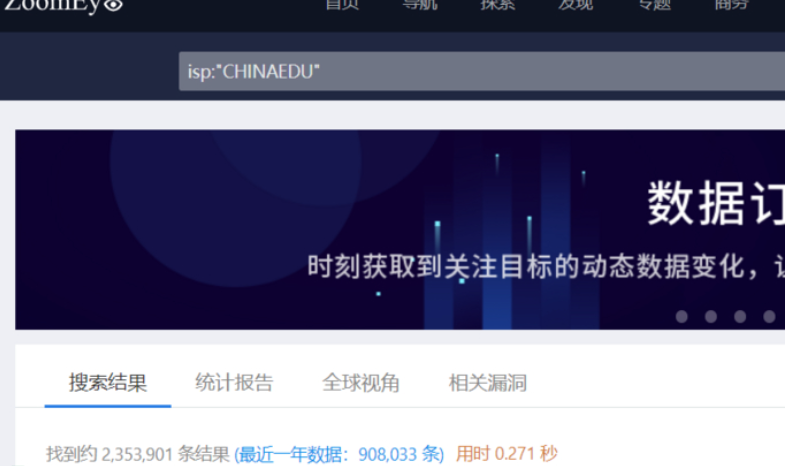 ZoomEye
首页 导航 探索 发现 专题 商务
isp:"CHINAEDU"
数据订
时刻获取到关注目标的动态数据变化，让
搜索结果 统计报告 全球视角 相关漏洞
找到约 2,353,901 条结果 (最近一年数据：908,033 条) 用时 0.271 秒